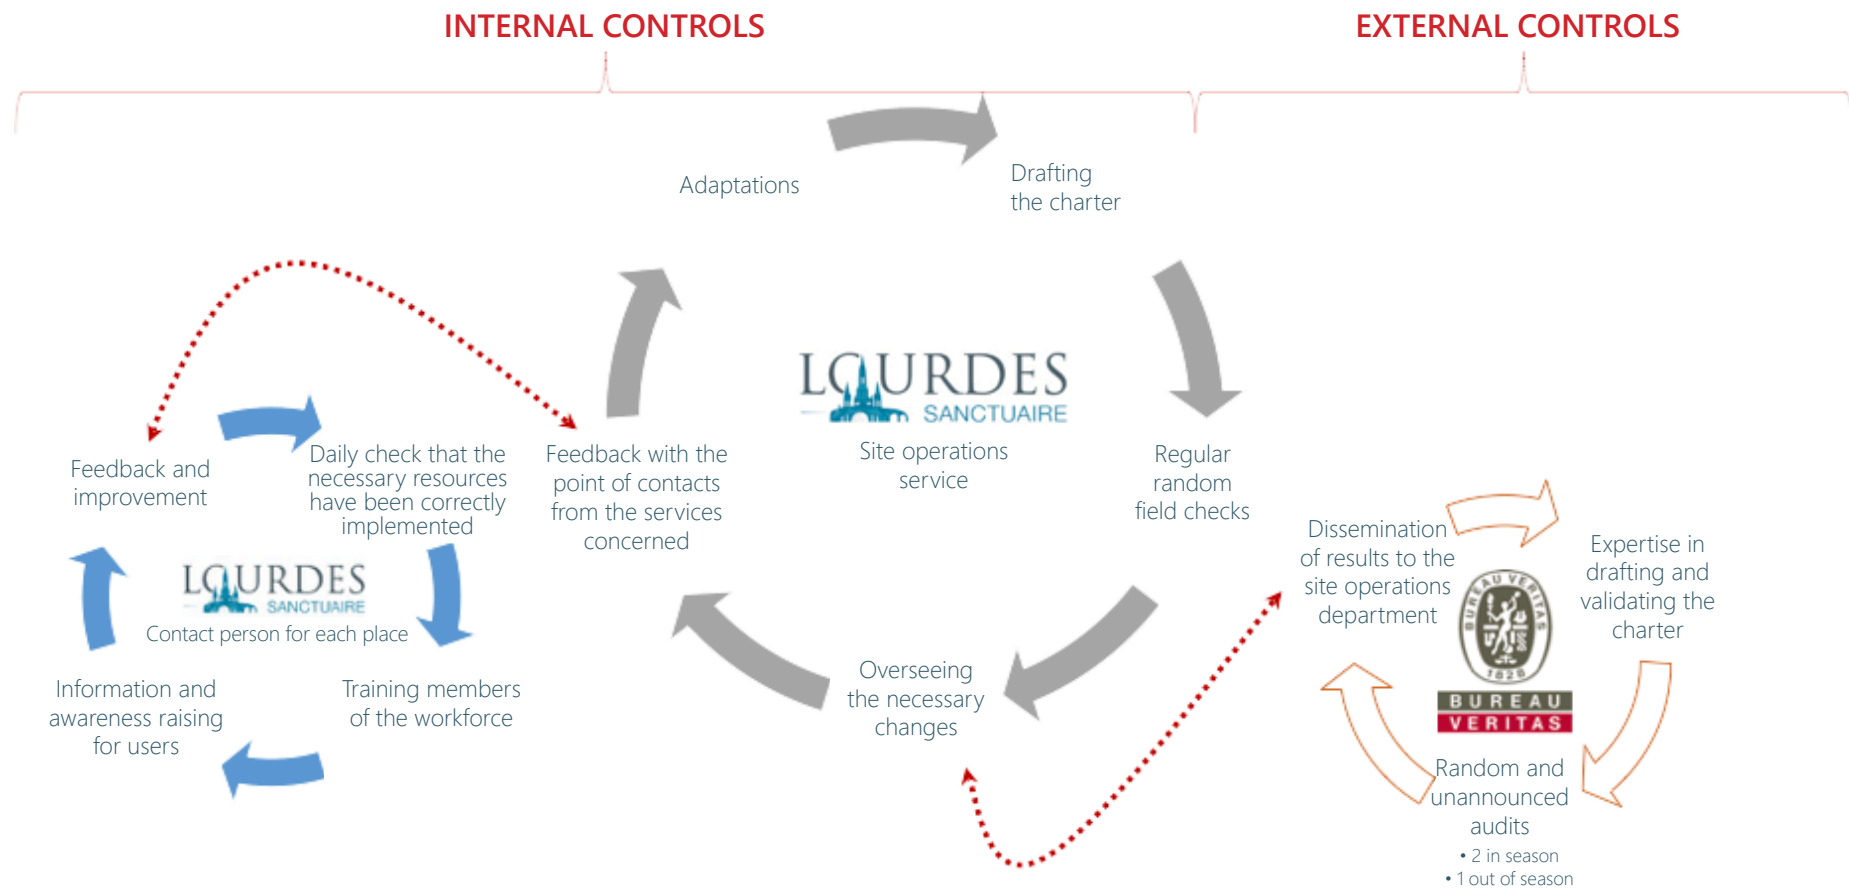 INTERNAL CONTROLS
EXTERNAL CONTROLS
Adaptations
Drafting
the charter
LOURDES
SANCTUAIRE
Site operations
service
Regular
random
field checks
Overseeing
the necessary
changes
Feedback with the
point of contacts
from the services
concerned
Feedback and
improvement
Daily check that the
necessary resources
have been correctly
implemented
LOURDES
SANCTUAIRE
Contact person for each place
Training members
of the workforce
Information and
awareness raising
for users
Dissemination
of results to the
site operations
department
Expertise in
drafting and
validating the
charter
BUREAU VERITAS
1828
BUREAU
VERITAS
Random and
unannounced
audits
• 2 in season
• 1 out of season